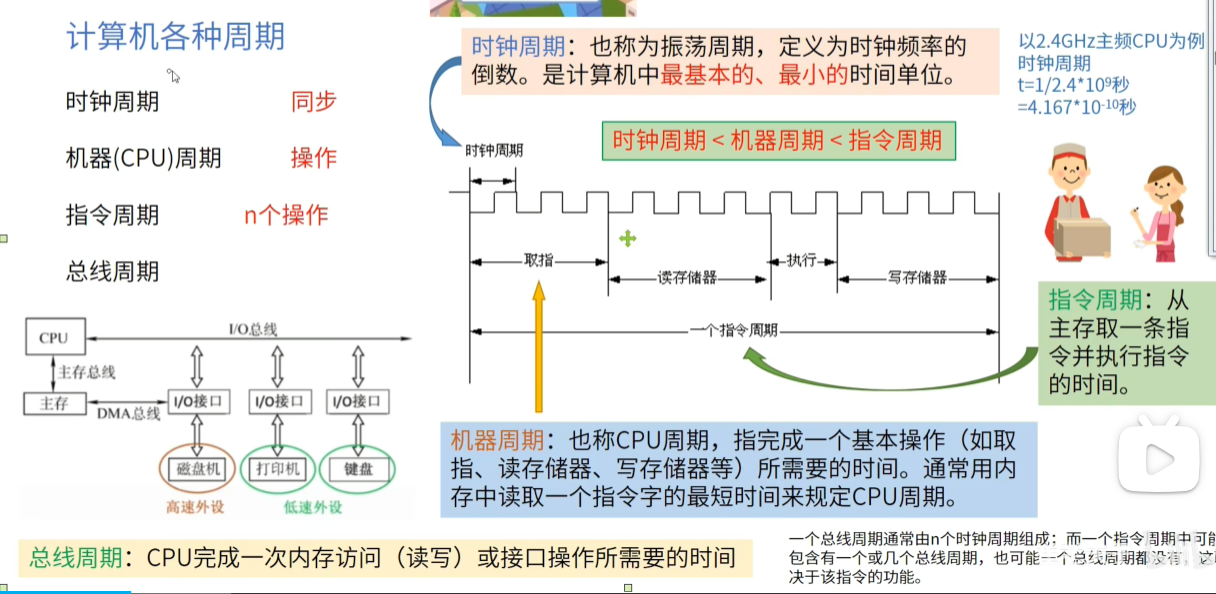 计算机各种周期
时钟周期 同步
机器(CPU)周期 操作
指令周期 n个操作
总线周期
时钟周期：也称为振荡周期，定义为时钟频率的
倒数。是计算机中最基本的、最小的时间单位。
以2.4GHz主频CPU为例
时钟周期
t=1/2.4*10⁹秒
=4.167*10⁻¹⁰秒
时钟周期 < 机器周期 < 指令周期
时钟周期
取指
读存储器
执行
写存储器
一个指令周期
指令周期：从
主存取一条指
令并执行指令
的时间。
CPU
I/O总线
主存总线
主存
DMA总线
I/O接口 I/O接口 I/O接口
磁盘机 打印机 键盘
高速外设 低速外设
机器周期：也称CPU周期，指完成一个基本操作（如取
指、读存储器、写存储器等）所需要的时间。通常用内
存中读取一个指令字的最短时间来规定CPU周期。
总线周期：CPU完成一次内存访问（读写）或接口操作所需要的时间
一个总线周期通常由n个时钟周期组成；而一个指令周期中可能
包含有一个或几个总线周期，也可能一个总线周期都没有，这
决于该指令的功能。